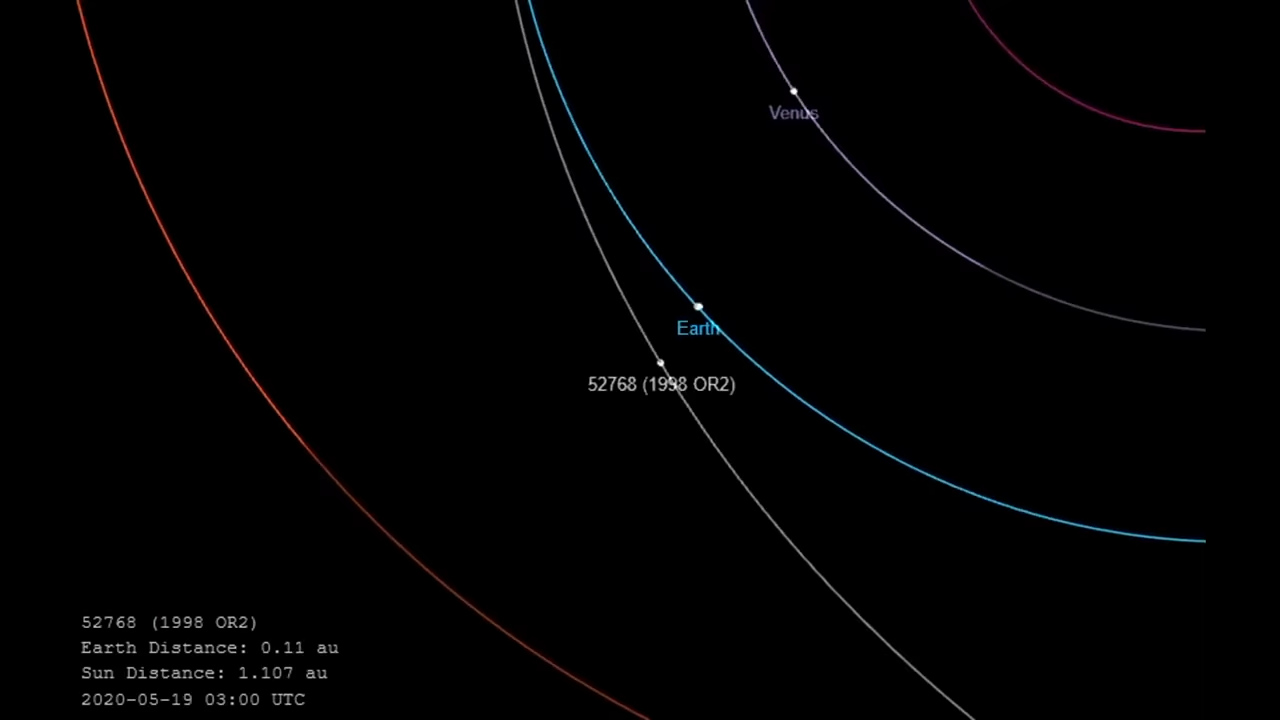 Venus
Earth
52768 (1998 OR2)
52768 (1998 OR2)
Earth Distance: 0.11 au
Sun Distance: 1.107 au
2020-05-19 03:00 UTC